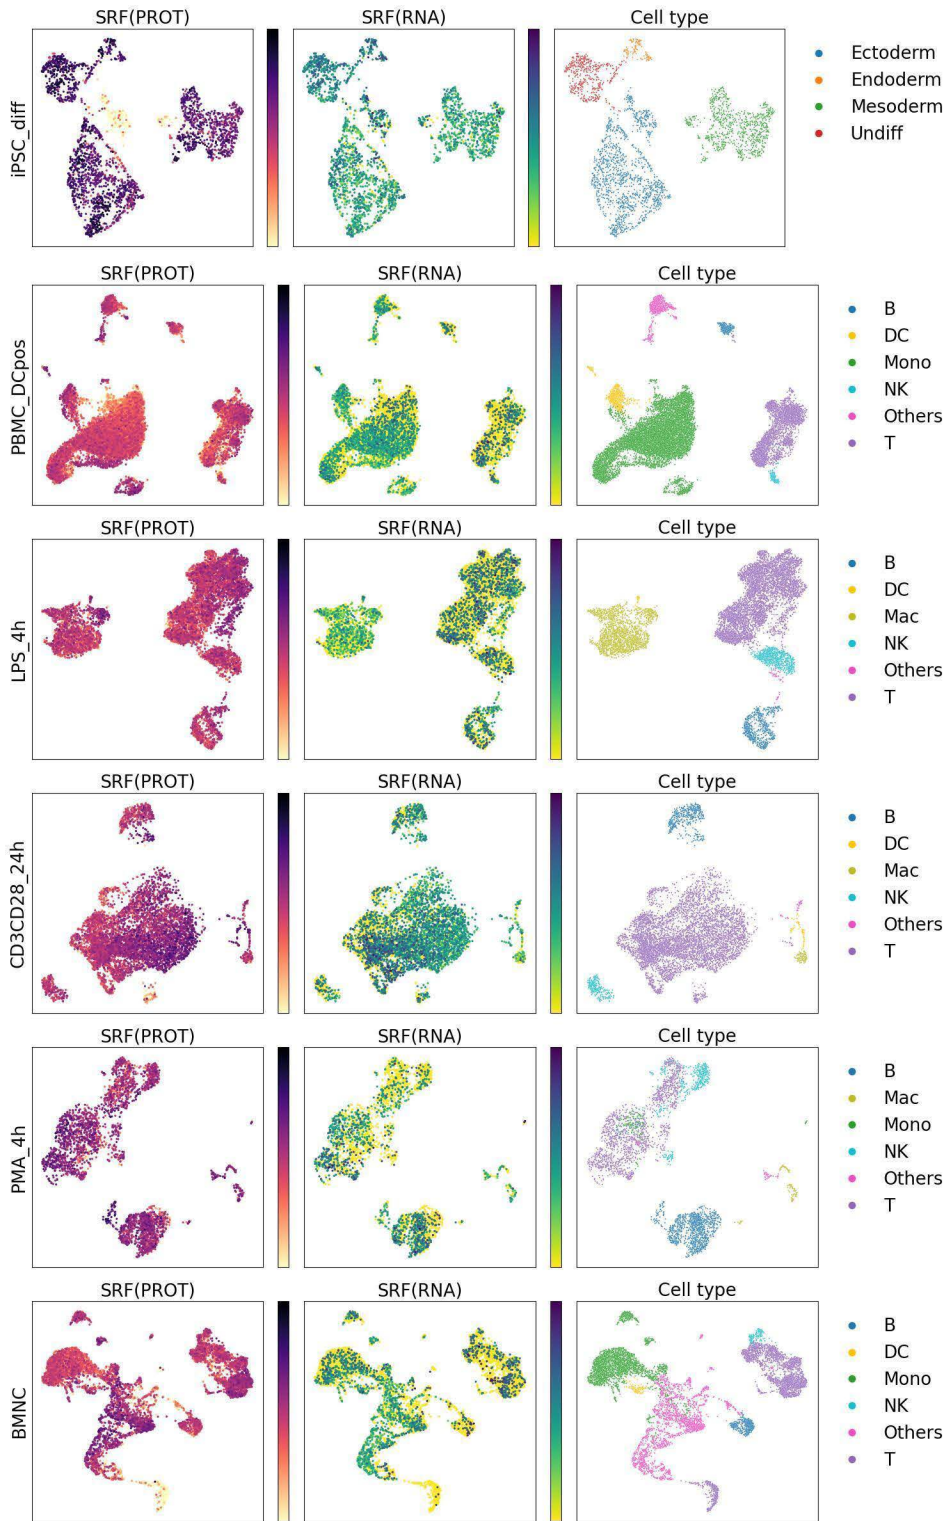 SRF(PROT) SRF(RNA) Cell type
iPSC_diff
Ectoderm
Endoderm
Mesoderm
Undiff
SRF(PROT) SRF(RNA) Cell type
PBMC_DCpos
B
DC
Mono
NK
Others
T
SRF(PROT) SRF(RNA) Cell type
LPS_4h
B
DC
Mac
NK
Others
T
SRF(PROT) SRF(RNA) Cell type
CD3CD28_24h
B
DC
Mac
NK
Others
T
SRF(PROT) SRF(RNA) Cell type
PMA_4h
B
Mac
Mono
NK
Others
T
SRF(PROT) SRF(RNA) Cell type
BMNC
B
DC
Mono
NK
Others
T